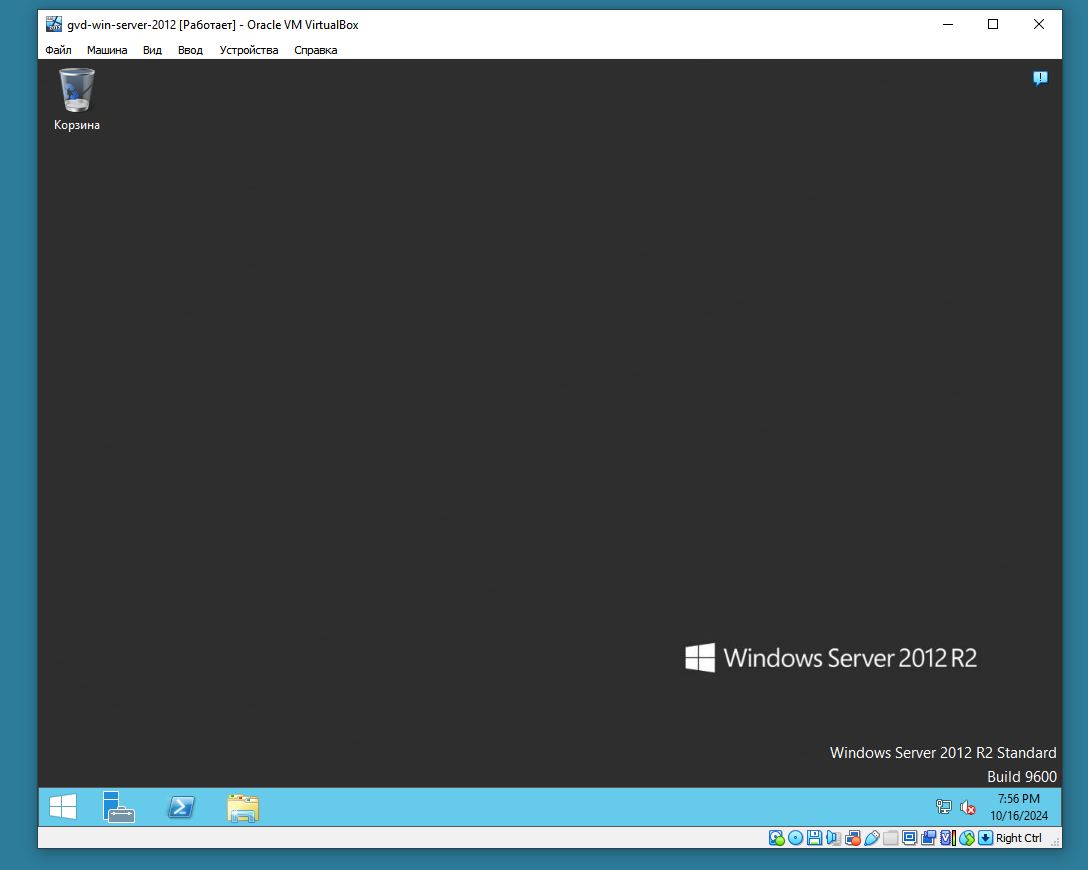 gvd-win-server-2012 [Работает] - Oracle VM VirtualBox
Файл Машина Вид Ввод Устройства Справка
Корзина
Windows Server 2012 R2
Windows Server 2012 R2 Standard
Build 9600
7:56 PM
10/16/2024
Right Ctrl